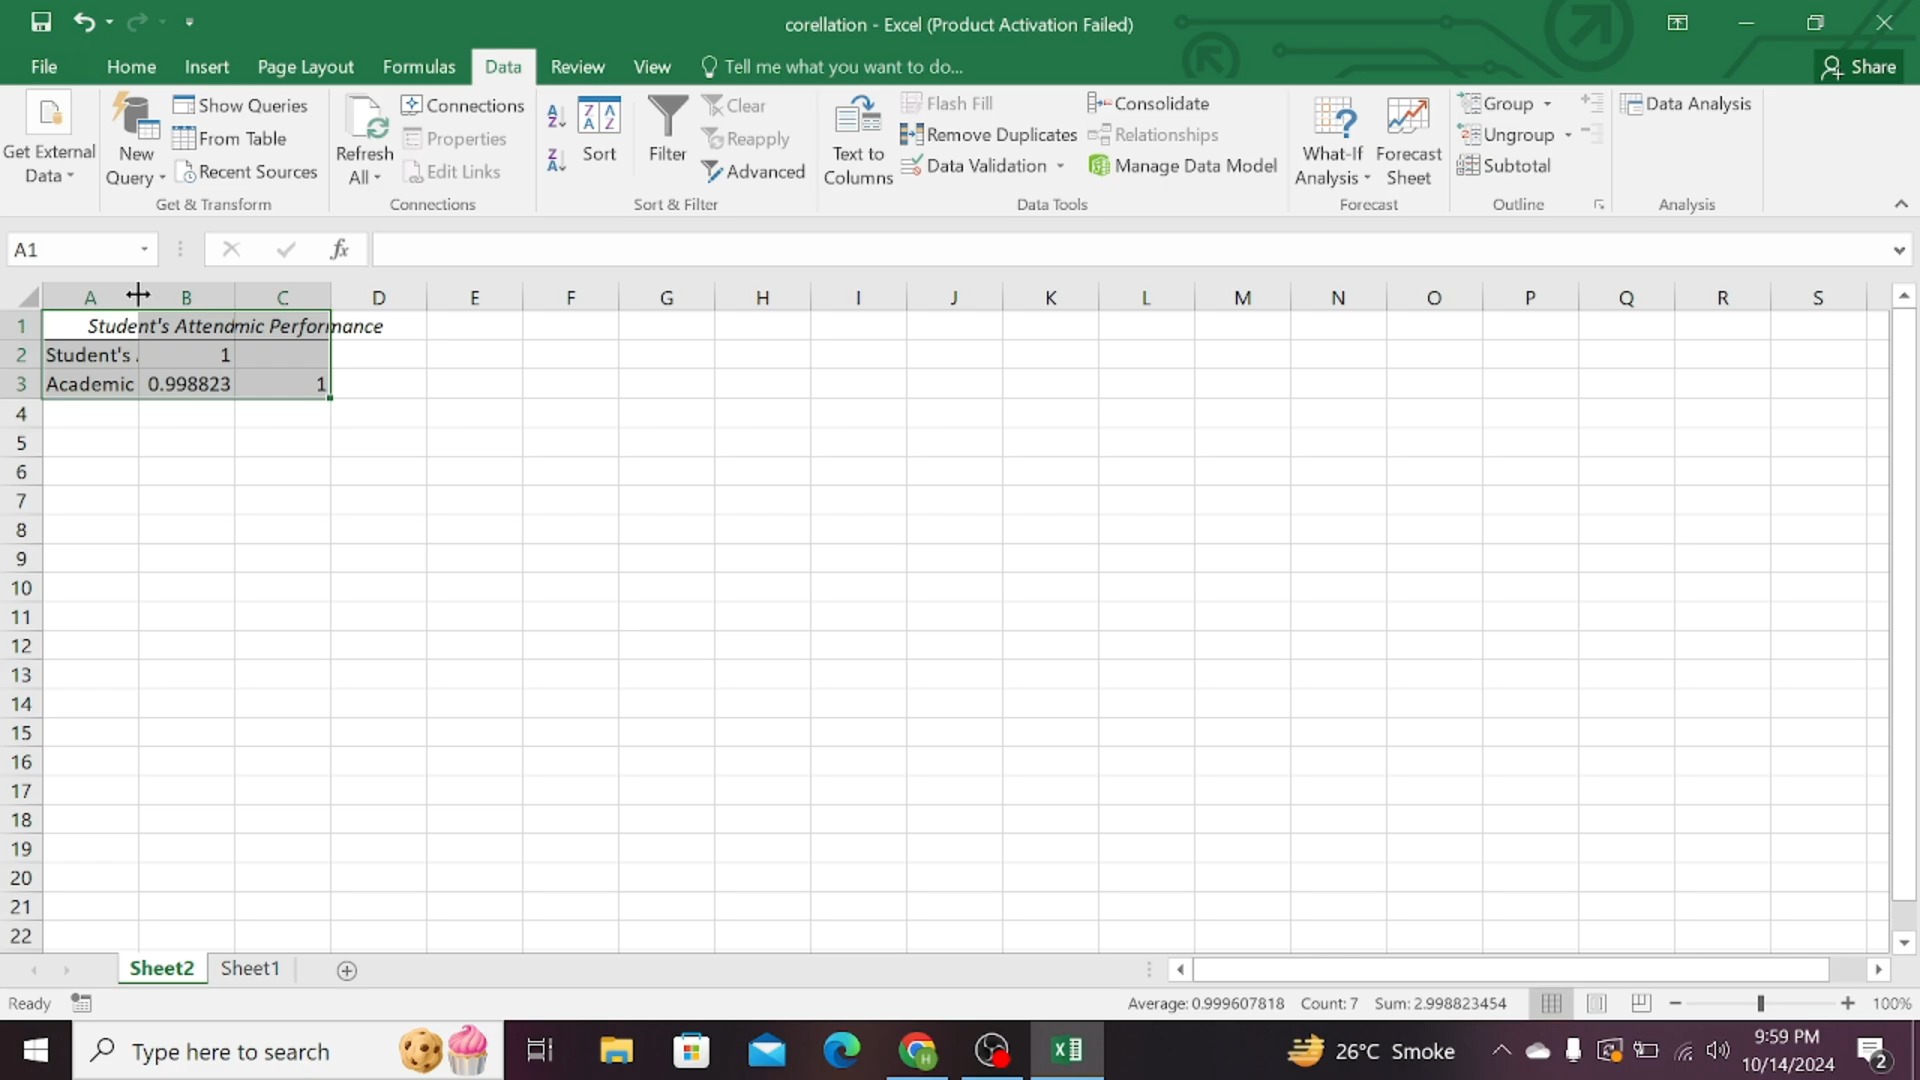 corellation - Excel (Product Activation Failed)
File Home Insert Page Layout Formulas Data Review View Tell me what you want to do... Share
Get External Data
New Query
Show Queries
From Table
Recent Sources
Get & Transform
Refresh All
Connections
Properties
Edit Links
Connections
Sort
Filter
Clear
Reapply
Advanced
Sort & Filter
Text to Columns
Flash Fill
Remove Duplicates
Data Validation
Consolidate
Relationships
Manage Data Model
Data Tools
What-If Analysis
Forecast Sheet
Forecast
Group
Ungroup
Subtotal
Outline
Data Analysis
Analysis
A1
fx
A B C D E F G H I J K L M N O P Q R S
1 Student's Attenamic Performance
2 Student's 1
3 Academic 0.998823 1
4
5
6
7
8
9
10
11
12
13
14
15
16
17
18
19
20
21
22
Sheet2 Sheet1
Ready Average: 0.999607818 Count: 7 Sum: 2.998823454 100%
Type here to search 26°C Smoke 9:59 PM
10/14/2024
2